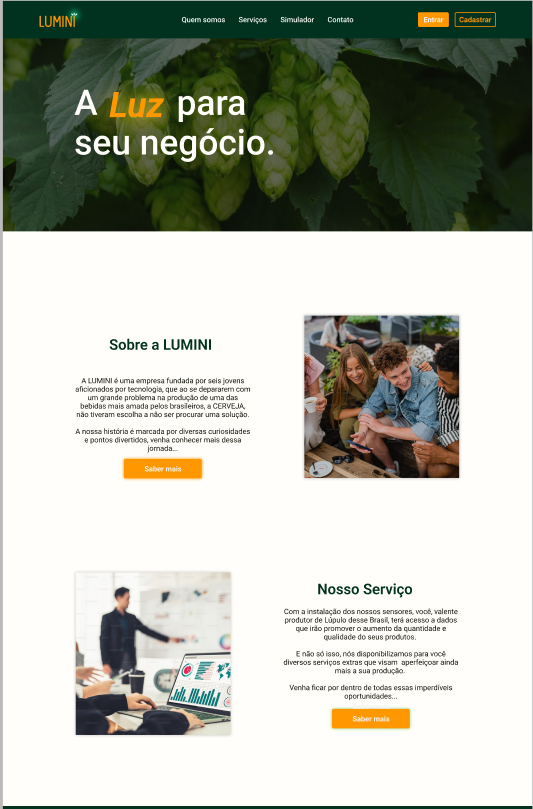 LUMINI
Quem somos Serviços Simulador Contato
Entrar Cadastrar
A Luz para
seu negócio.
Sobre a LUMINI
A LUMINI é uma empresa fundada por seis jovens
aficionados por tecnologia, que ao se depararem com
um grande problema na produção de uma das
bebidas mais amada pelos brasileiros, a CERVEJA,
não tiveram escolha a não ser procurar uma solução.
A nossa história é marcada por diversas curiosidades
e pontos divertidos, venha conhecer mais dessa
jornada...
Saber mais
Nosso Serviço
Com a instalação dos nossos sensores, você, valente
produtor de Lúpulo desse Brasil, terá acesso a dados
que irão promover o aumento da quantidade e
qualidade do seus produtos.
E não só isso, nós disponibilizamos para você
diversos serviços extras que visam aperfeiçoar ainda
mais a sua produção.
Venha ficar por dentro de todas essas imperdíveis
oportunidades...
Saber mais